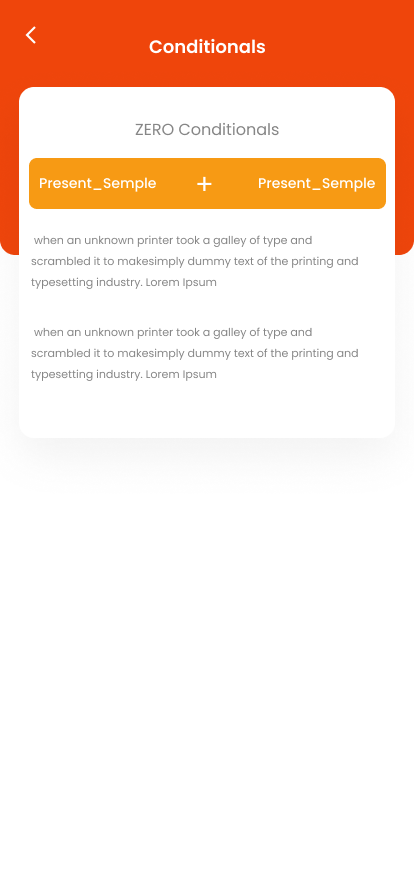 Conditionals
ZERO Conditionals
Present_Semple + Present_Semple
when an unknown printer took a galley of type and
scrambled it to makesimply dummy text of the printing and
typesetting industry. Lorem Ipsum
when an unknown printer took a galley of type and
scrambled it to makesimply dummy text of the printing and
typesetting industry. Lorem Ipsum